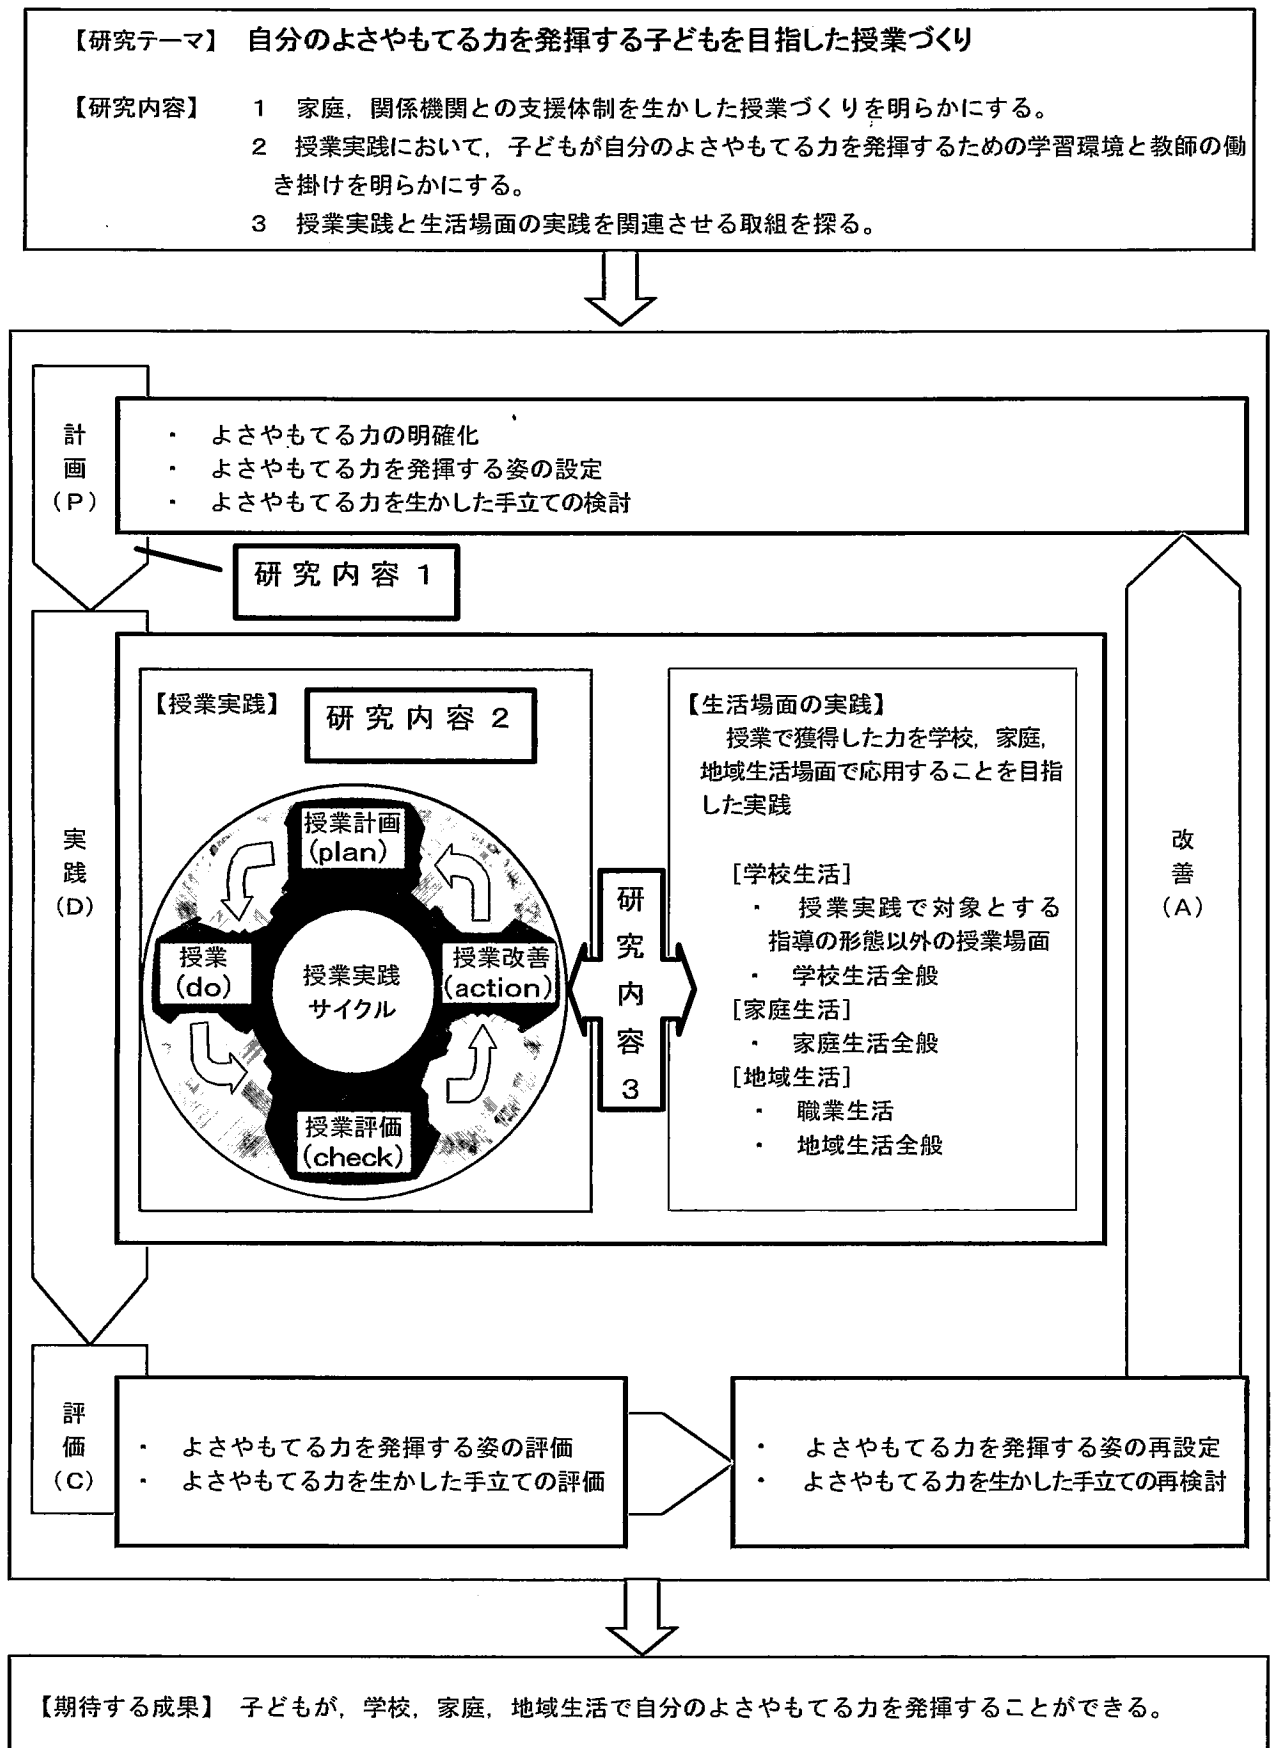 【研究テーマ】 自分のよさやもてる力を発揮する子どもを目指した授業づくり
【研究内容】 1 家庭，関係機関との支援体制を生かした授業づくりを明らかにする。
2 授業実践において，子どもが自分のよさやもてる力を発揮するための学習環境と教師の働
き掛けを明らかにする。
3 授業実践と生活場面の実践を関連させる取組を探る。
計
画
(P)
・ よさやもてる力の明確化
・ よさやもてる力を発揮する姿の設定
・ よさやもてる力を生かした手立ての検討
研究内容1
実
践
(D)
【授業実践】
研究内容2
授業計画
(plan)
授業
(do)
授業実践
サイクル
授業改善
(action)
授業評価
(check)
研
究
内
容
3
【生活場面の実践】
授業で獲得した力を学校，家庭，
地域生活場面で応用することを目指
した実践
[学校生活]
・ 授業実践で対象とする
指導の形態以外の授業場面
・ 学校生活全般
[家庭生活]
・ 家庭生活全般
[地域生活]
・ 職業生活
・ 地域生活全般
改
善
(A)
評
価
(C)
・ よさやもてる力を発揮する姿の評価
・ よさやもてる力を生かした手立ての評価
・ よさやもてる力を発揮する姿の再設定
・ よさやもてる力を生かした手立ての再検討
【期待する成果】 子どもが，学校，家庭，地域生活で自分のよさやもてる力を発揮することができる。